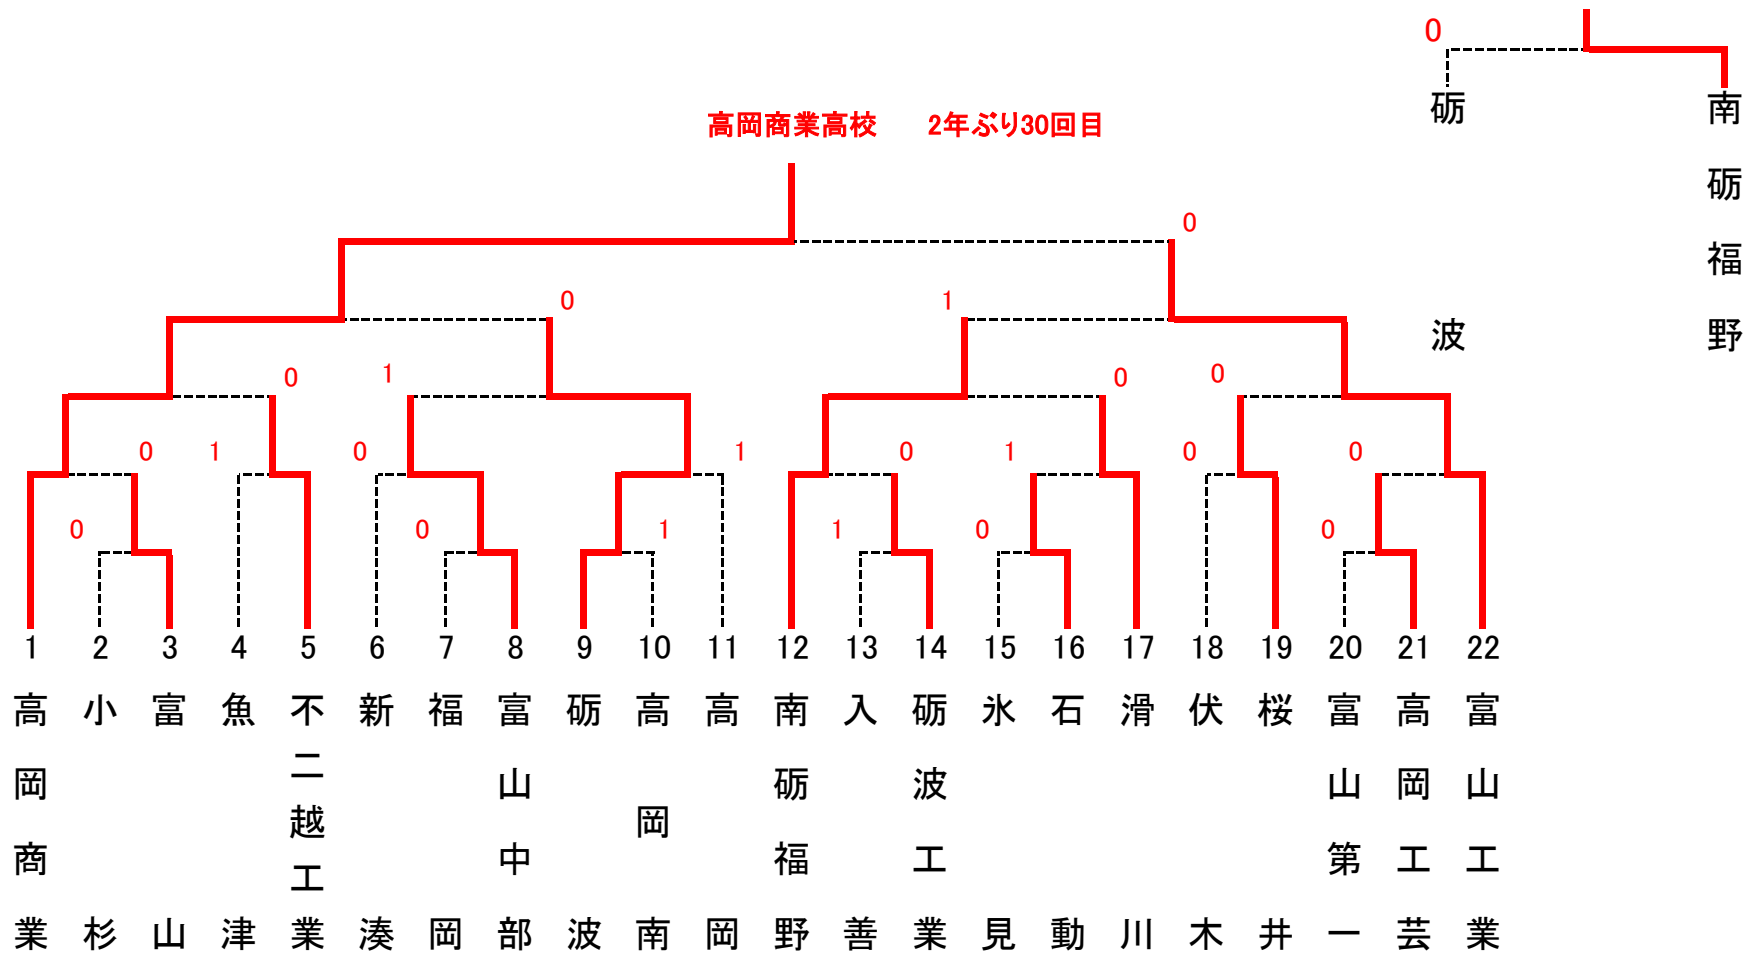 0
砺波
南砺福野
高岡商業高校 2年ぶり30回目
0
0 1
0 1 0 0
0 1 0 1 0 1 0 0
0 0 1 1 0 0
1 2 3 4 5 6 7 8 9 10 11 12 13 14 15 16 17 18 19 20 21 22
高岡商業
小杉
富山
魚津
不二越工業
新湊
福岡
富山中部
砺波
高岡南
高岡
南砺福野
入善
砺波工業
氷見
石動
滑川
伏木
桜井
富山第一
高岡工芸
富山工業